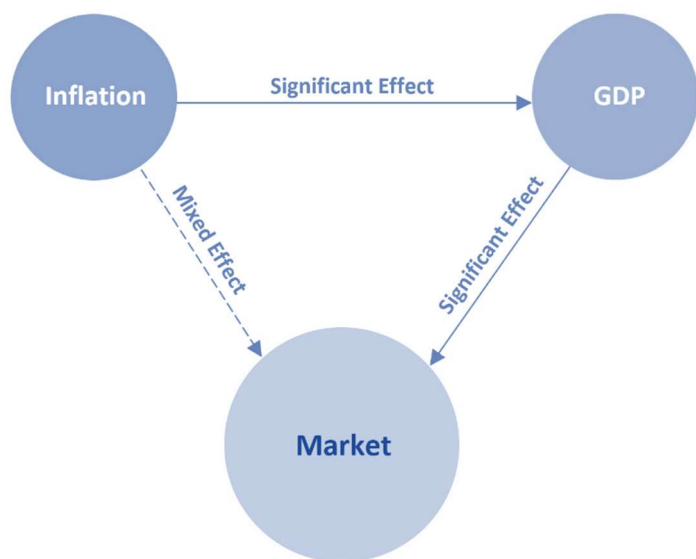 Inflation
Significant Effect
GDP
Mixed Effect
Significant Effect
Market